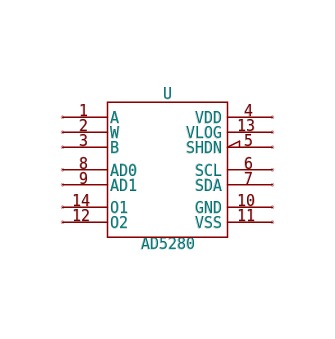 U
1 A VDD 4
2 W VLOG 13
3 B SHDN 5
8 AD0 SCL 6
9 AD1 SDA 7
14 O1 GND 10
12 O2 VSS 11
AD5280